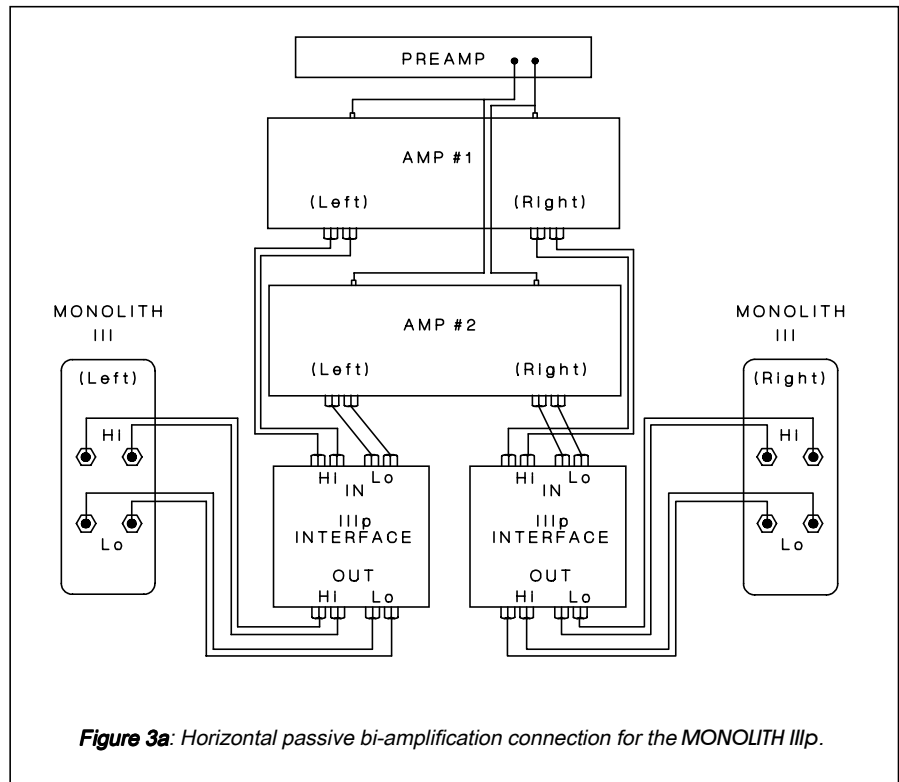 PREAMP
AMP #1
(Left) (Right)
MONOLITH
III
(Left)
HI
Lo
AMP #2
(Left) (Right)
MONOLITH
III
(Right)
HI
Lo
HI Lo
IN
IIIp
INTERFACE
OUT
HI Lo
HI Lo
IN
IIIp
INTERFACE
OUT
HI Lo
Figure 3a: Horizontal passive bi-amplification connection for the MONOLITH IIIp.